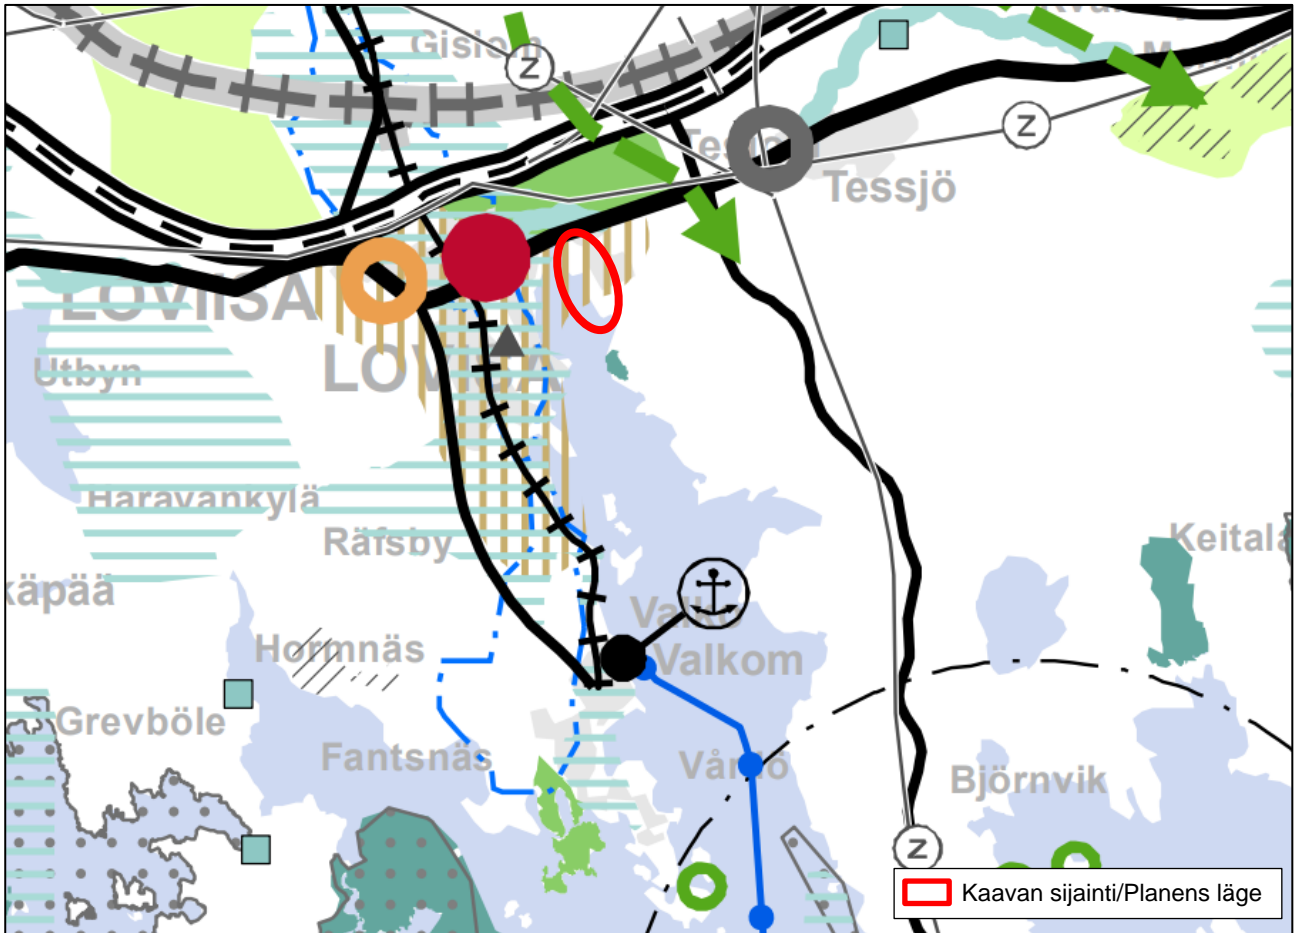 Gislom
Z
Z
Tessjö
LOVIISA
LOVISA
Utbyn
Haravankylä
Räfsby
Keitala
käpää
Valko
Hormnäs
Valkom
Grevböle
Fantsnäs
Vårdö
Björnvik
Z
Kaavan sijainti/Planens läge